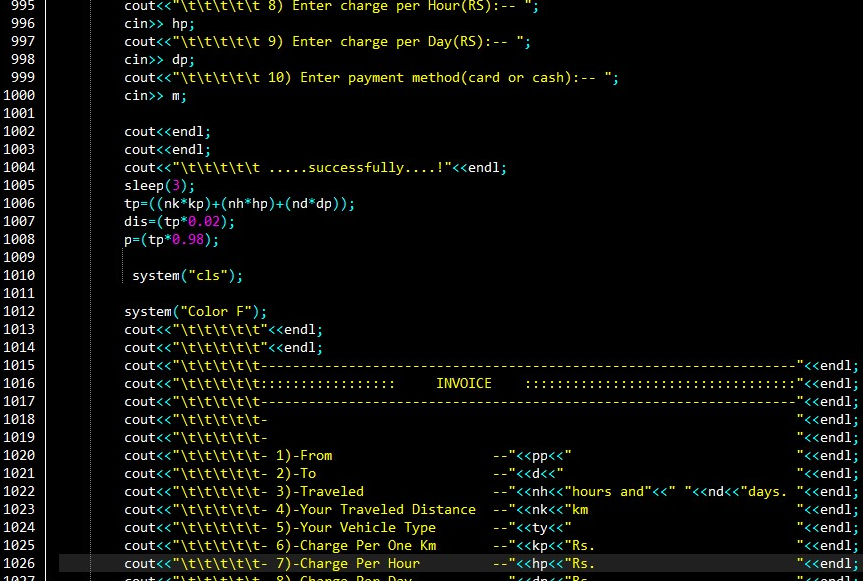 995 cout<<"\t\t\t\t\t 8) Enter charge per Hour(RS):-- ";
996 cin>> hp;
997 cout<<"\t\t\t\t\t 9) Enter charge per Day(RS):-- ";
998 cin>> dp;
999 cout<<"\t\t\t\t\t 10) Enter payment method(card or cash):-- ";
1000 cin>> m;
1001
1002 cout<<endl;
1003 cout<<endl;
1004 cout<<"\t\t\t\t\t .....successfully....!"<<endl;
1005 sleep(3);
1006 tp=((nk*kp)+(nh*hp)+(nd*dp));
1007 dis=(tp*0.02);
1008 p=(tp*0.98);
1009
1010 system("cls");
1011
1012 system("Color F");
1013 cout<<"\t\t\t\t\t"<<endl;
1014 cout<<"\t\t\t\t\t"<<endl;
1015 cout<<"\t\t\t\t\t-------------------------------------------------------------------"<<endl;
1016 cout<<"\t\t\t\t\t:::::::::::::::::     INVOICE    ::::::::::::::::::::::::::::::::::"<<endl;
1017 cout<<"\t\t\t\t\t-------------------------------------------------------------------"<<endl;
1018 cout<<"\t\t\t\t\t-                                                                  "<<endl;
1019 cout<<"\t\t\t\t\t-                                                                  "<<endl;
1020 cout<<"\t\t\t\t\t- 1)-From                    --"<<pp<<"                            "<<endl;
1021 cout<<"\t\t\t\t\t- 2)-To                      --"<<d<<"                             "<<endl;
1022 cout<<"\t\t\t\t\t- 3)-Traveled                --"<<nh<<"hours and"<<" "<<nd<<"days. "<<endl;
1023 cout<<"\t\t\t\t\t- 4)-Your Traveled Distance  --"<<nk<<"km                          "<<endl;
1024 cout<<"\t\t\t\t\t- 5)-Your Vehicle Type       --"<<ty<<"                            "<<endl;
1025 cout<<"\t\t\t\t\t- 6)-Charge Per One Km       --"<<kp<<"Rs.                         "<<endl;
1026 cout<<"\t\t\t\t\t- 7)-Charge Per Hour         --"<<hp<<"Rs.                         "<<endl;
1027 cout<<"\t\t\t\t\t- 8)-Charge Per Day          --"<<dp<<"Rs.                         "<<endl;